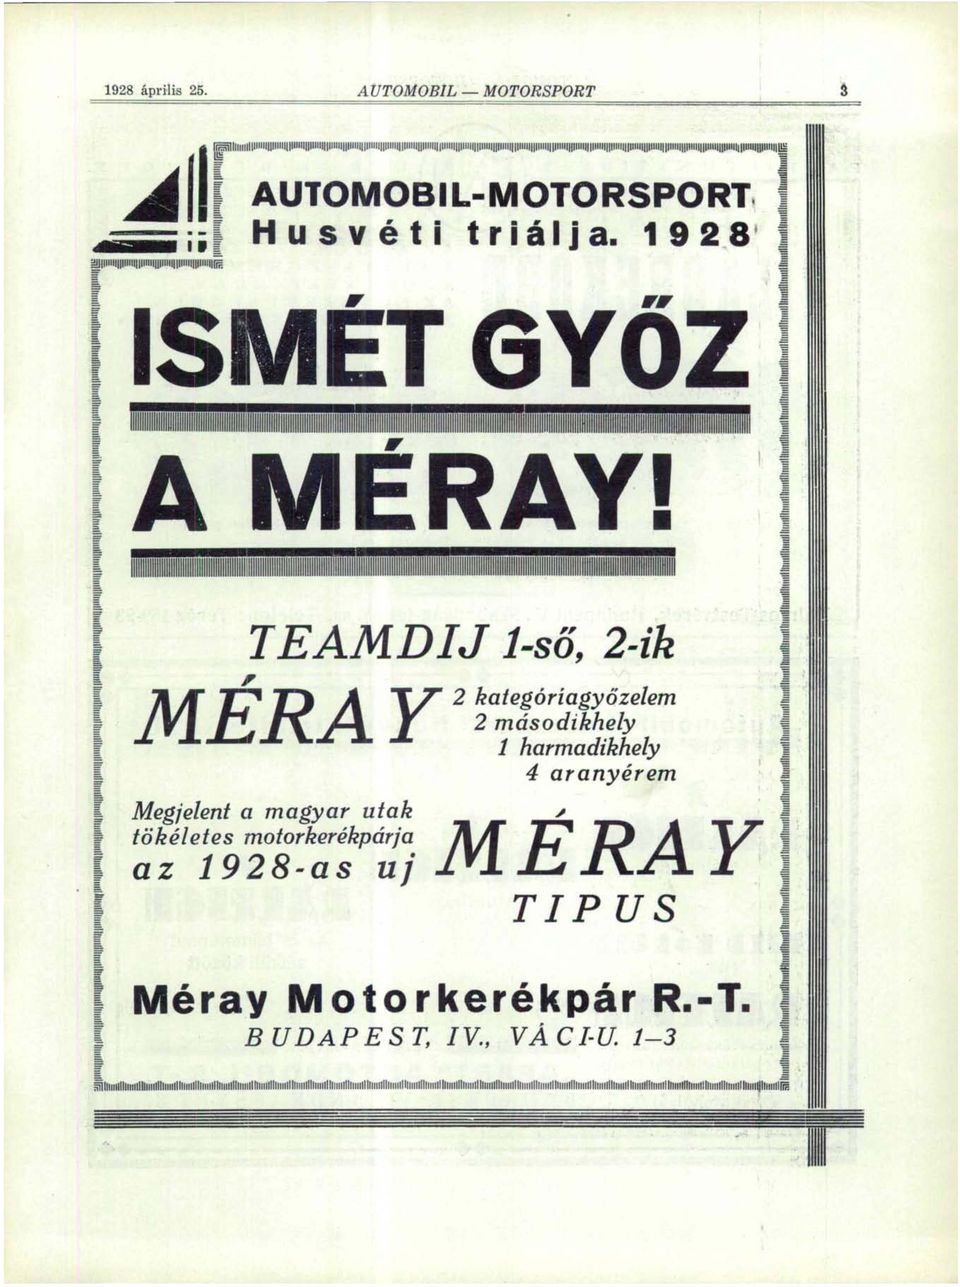 1928 április 25. AUTOMOBIL — MOTORSPORT 3
AUTOMOBIL-MOTORSPORT
Husvéti triálja. 1928
ISMÉT GYŐZ
A MÉRAY!
TEAMDIJ 1-ső, 2-ik
MÉRAY
2 kategóriagyőzelem
2 másodikhely
1 harmadikhely
4 aranyérem
Megjelent a magyar utak
tökéletes motorkerékpárja
az 1928-as uj MÉRAY
TIPUS
Méray Motorkerékpár R.-T.
BUDAPEST, IV., VÁCI-U. 1–3